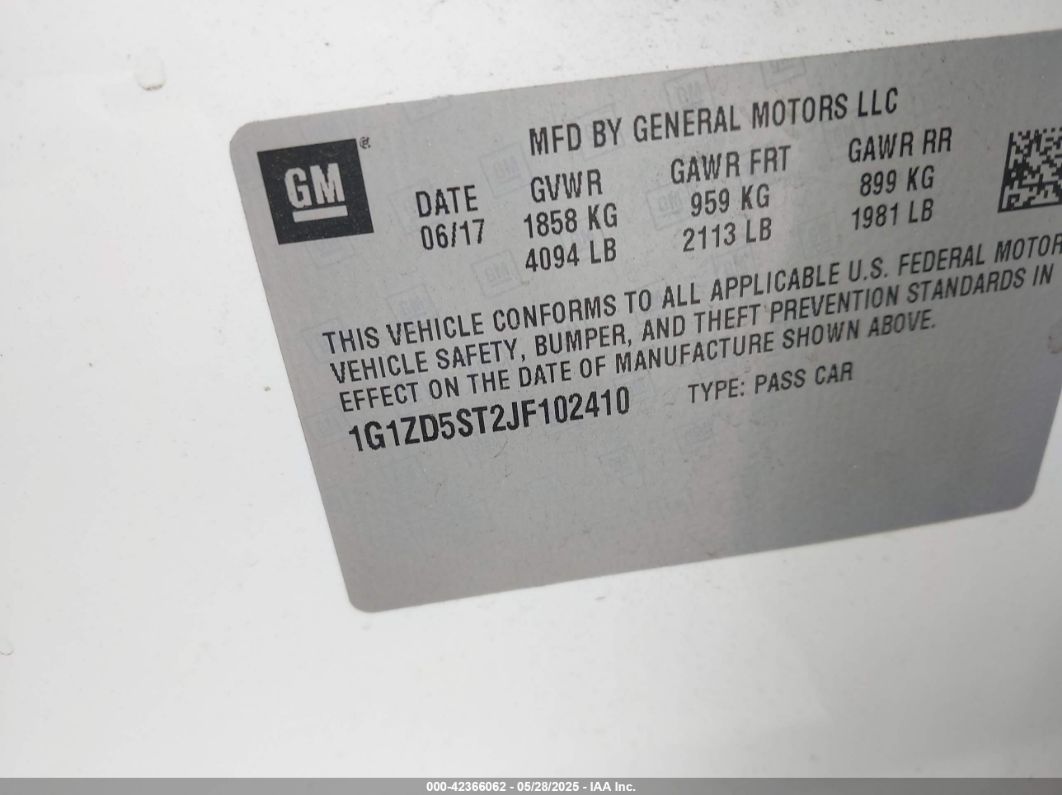 GM
®
MFD BY GENERAL MOTORS LLC
DATE GVWR GAWR FRT GAWR RR
06/17 1858 KG 959 KG 899 KG
4094 LB 2113 LB 1981 LB
THIS VEHICLE CONFORMS TO ALL APPLICABLE U.S. FEDERAL MOTOR
VEHICLE SAFETY, BUMPER, AND THEFT PREVENTION STANDARDS IN
EFFECT ON THE DATE OF MANUFACTURE SHOWN ABOVE.
1G1ZD5ST2JF102410 TYPE: PASS CAR
000-42366062 - 05/28/2025 - IAA Inc.